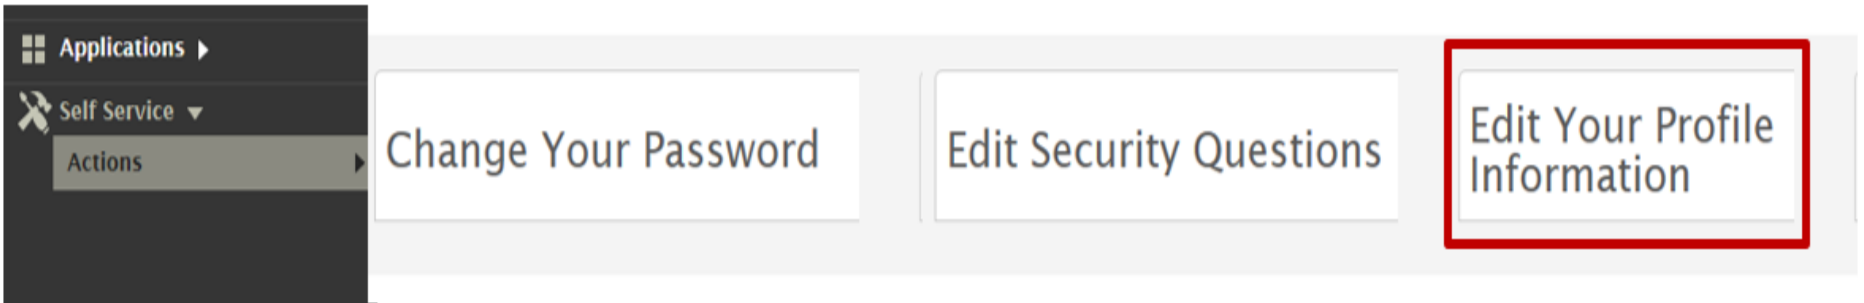 Applications
Self Service
Actions
Change Your Password
Edit Security Questions
Edit Your Profile
Information